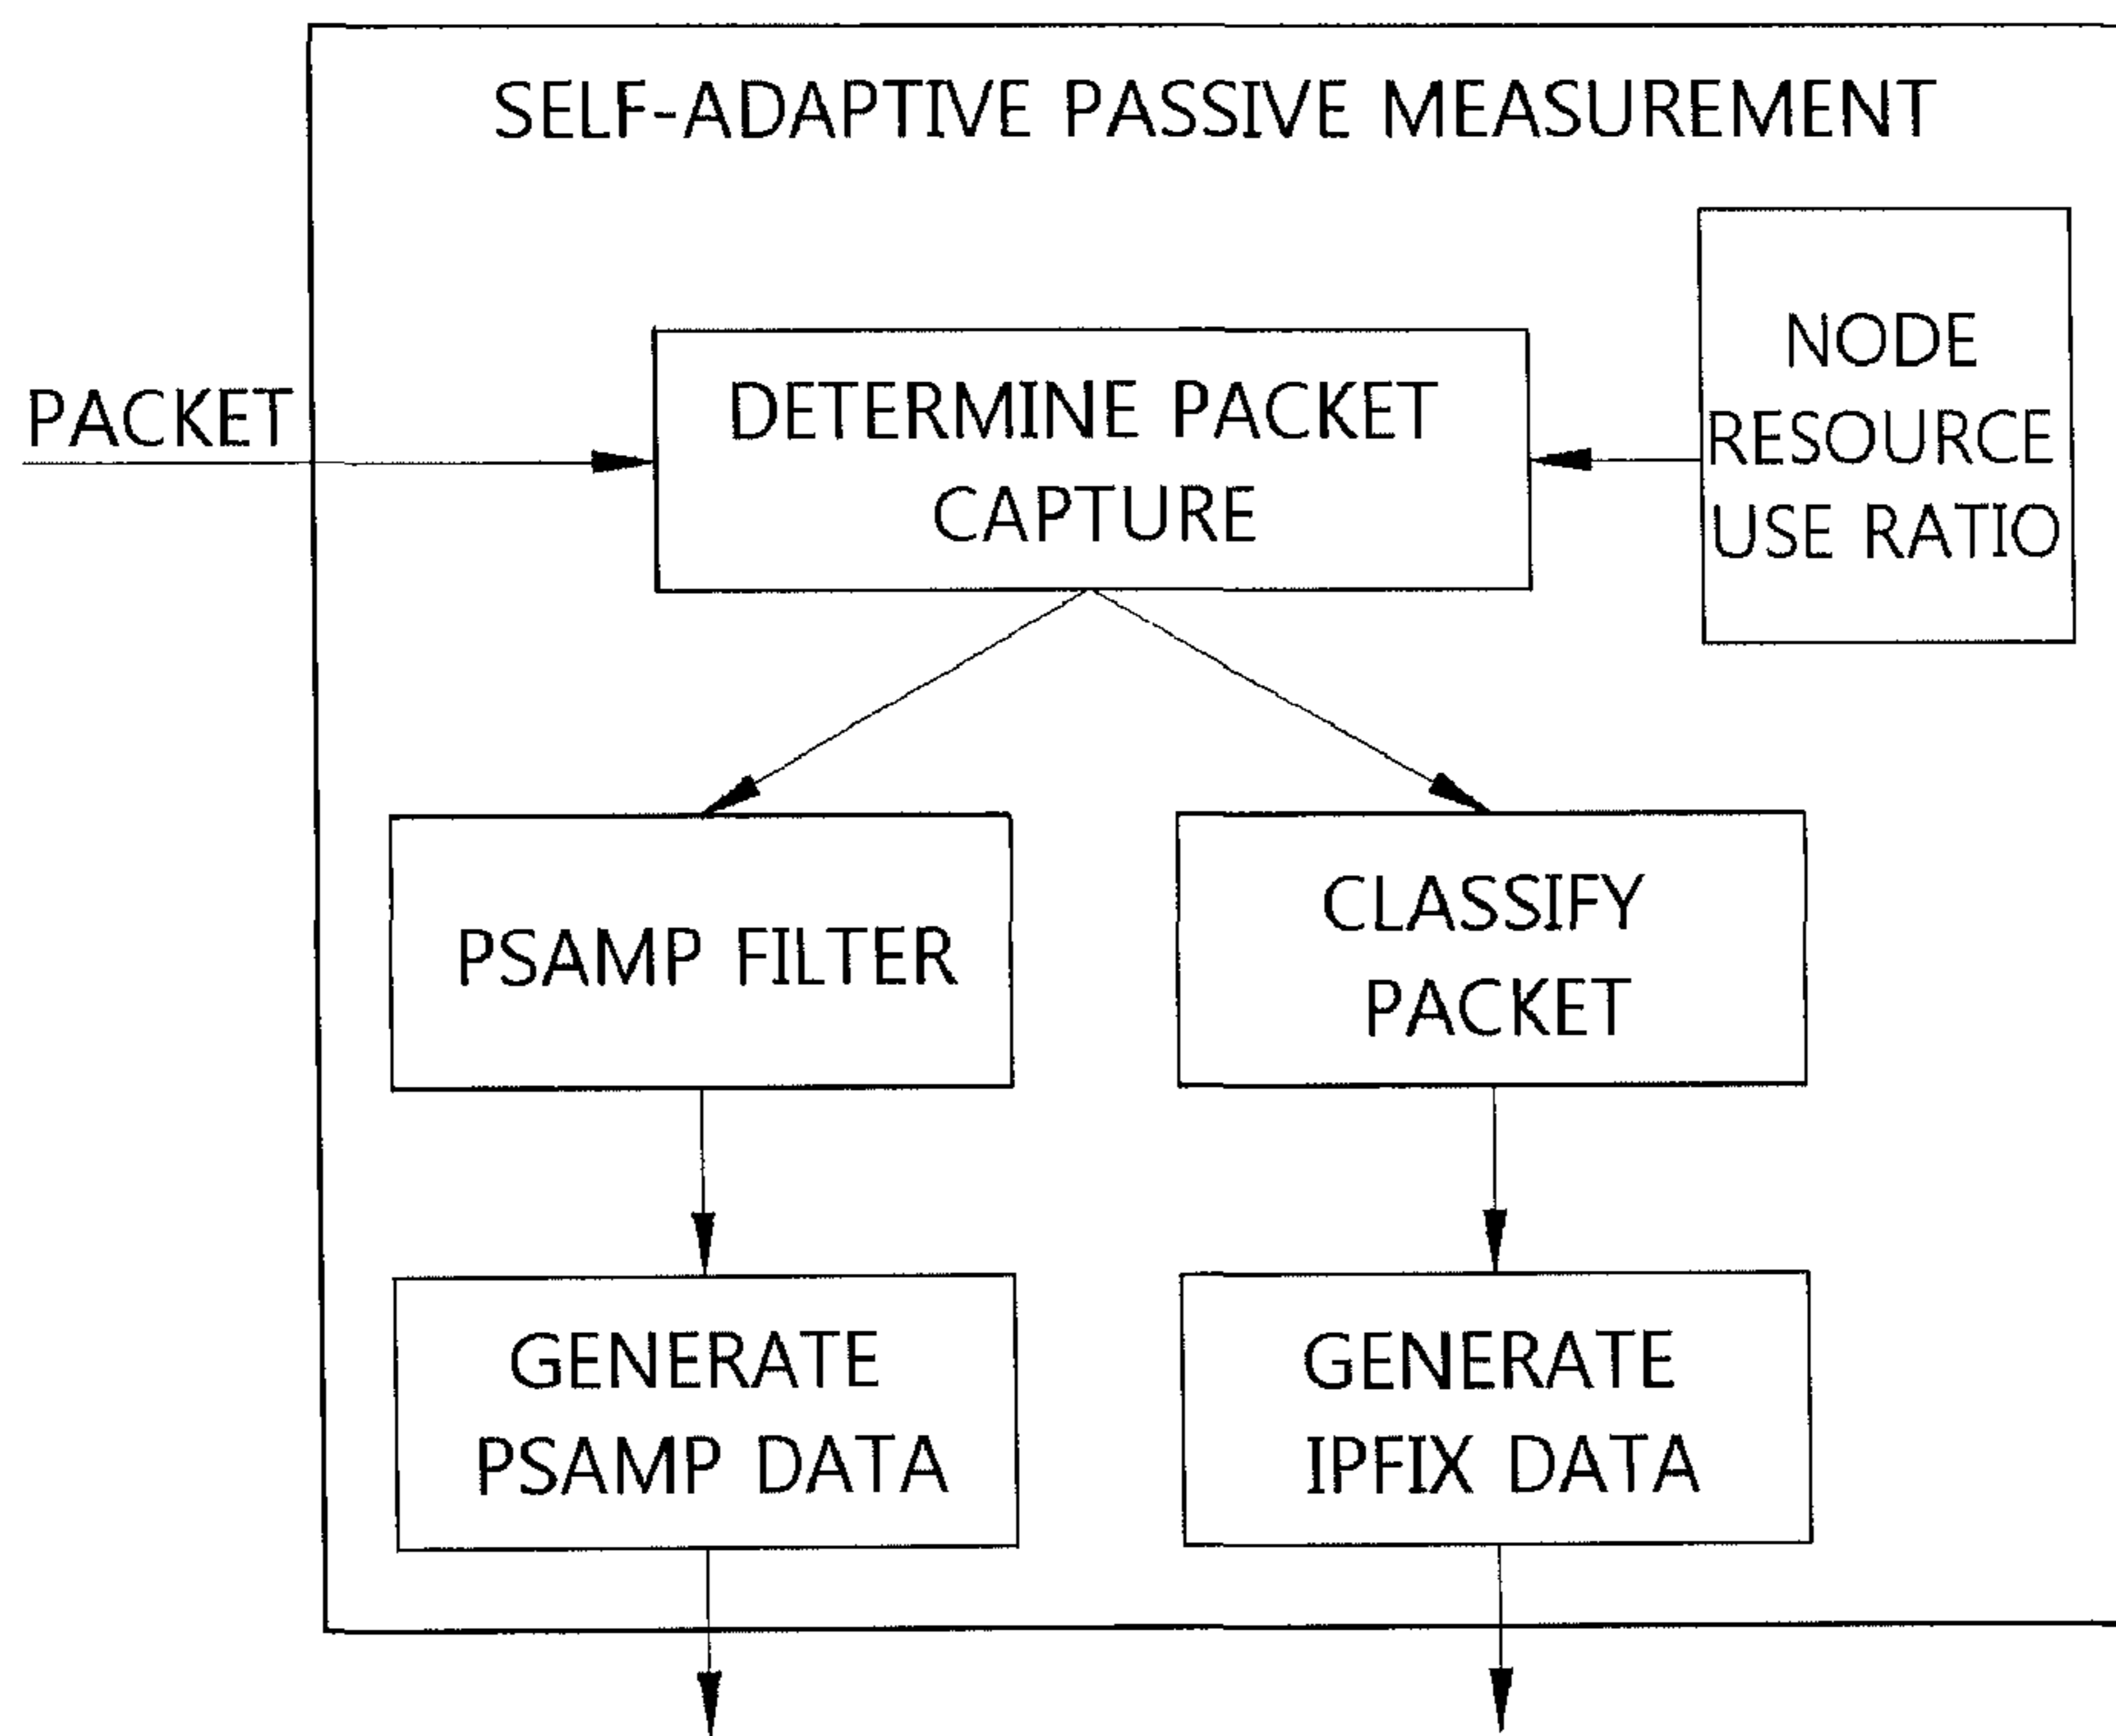 SELF-ADAPTIVE PASSIVE MEASUREMENT
PACKET
DETERMINE PACKET
CAPTURE
NODE
RESOURCE
USE RATIO
PSAMP FILTER
CLASSIFY
PACKET
GENERATE
PSAMP DATA
GENERATE
IPFIX DATA